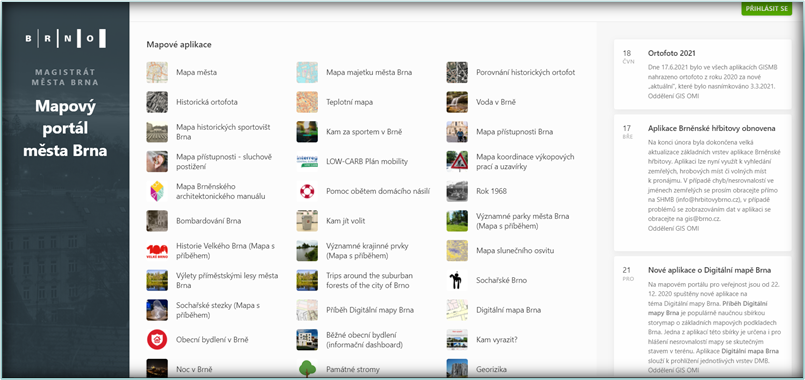 PŘIHLÁSIT SE
BRNO
MAGISTRÁT
MĚSTA BRNA
Mapový
portál
města Brna
Mapové aplikace
Mapa města
Mapa majetku města Brna
Porovnání historických ortofot
Historická ortofota
Teplotní mapa
Voda v Brně
Mapa historických sportovišť
Brna
Kam za sportem v Brně
Mapa přístupnosti Brna
Mapa přístupnosti - sluchově
postižení
LOW-CARB Plán mobility
Mapa koordinace výkopových
prací a uzavírky
Mapa Brněnského
architektonického manuálu
Pomoc obětem domácího násilí
Rok 1968
Bombardování Brna
Kam jít volit
Významné parky města Brna
(Mapa s příběhem)
Historie Velkého Brna (Mapa s
příběhem)
Významné krajinné prvky
(Mapa s příběhem)
Mapa slunečního osvitu
Výlety příměstskými lesy města
Brna
Trips around the suburban
forests of the city of Brno
Sochařské Brno
Sochařské stezky (Mapa s
příběhem)
Příběh Digitální mapy Brna
Digitální mapa Brna
Obecní bydlení v Brně
Běžné obecní bydlení
(informační dashboard)
Kam vyrazit?
Noc v Brně
Památné stromy
Georizika
18
ČVN
Ortofoto 2021
Dne 17.6.2021 bylo ve všech aplikacích GISMB
nahrazeno ortofoto z roku 2020 za nové
„aktuální", které bylo nasnímkováno 3.3.2021.
Oddělení GIS OMI
17
BŘE
Aplikace Brněnské hřbitovy obnovena
Na konci února byla dokončena velká
aktualizace základních vrstev aplikace Brněnské
hřbitovy. Aplikaci lze nyní využít k vyhledání
zemřelých, hrobových míst či volných míst
k pronájmu. V případě chyb/nesrovnalostí ve
jménech zemřelých se prosím obracejte přímo
na SHMB (info@hrbitovybrno.cz), v případě
problémů se zobrazováním dat v aplikaci se
obracejte na gis@brno.cz.
Oddělení GIS OMI
21
PRO
Nové aplikace o Digitální mapě Brna
Na mapovém portálu pro veřejnost jsou od 22.
12. 2020 spuštěny nové aplikace na
téma Digitální mapy Brna. Příběh Digitální
mapy Brna je populárně naučnou sbírkou
storymap o základních mapových podkladech
Brna. Jedna z aplikací této sbírky je určena i pro
hlášení nesrovnalostí mapy se skutečným
stavem v terénu. Aplikace Digitální mapa Brna
slouží k prohlížení jednotlivých vrstev DMB.
Oddělení GIS OMI